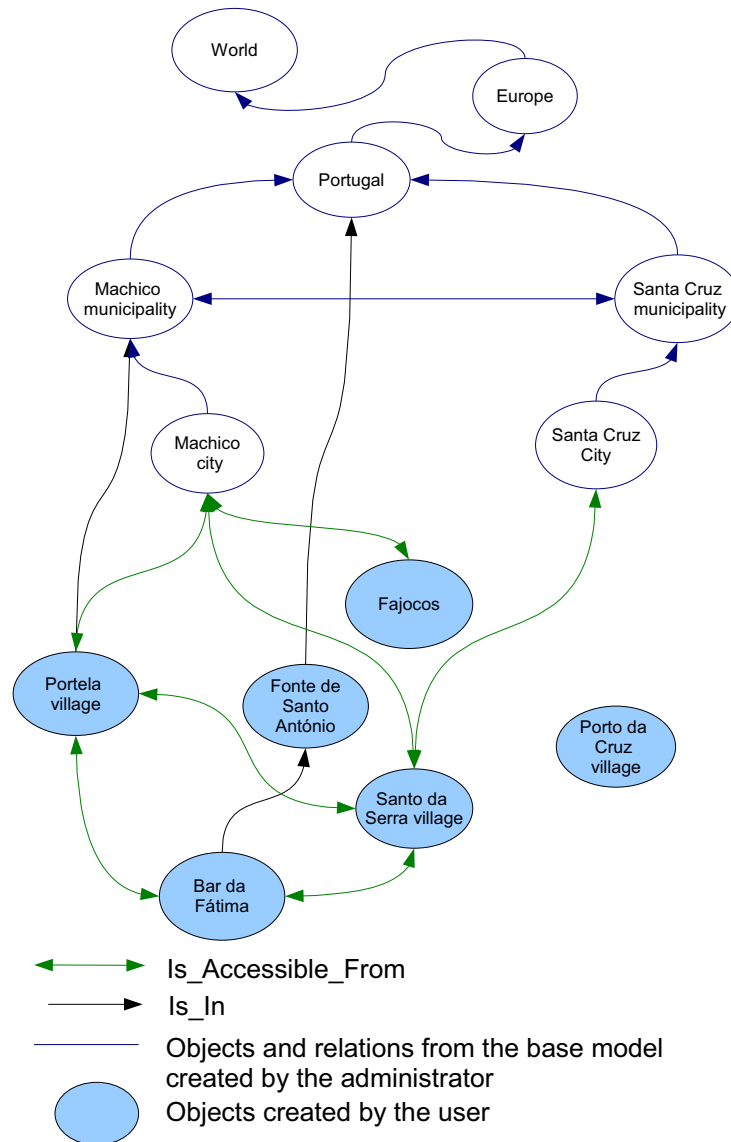 World
Europe
Portugal
Machico
municipality
Santa Cruz
municipality
Machico
city
Santa Cruz
City
Fajocos
Portela
village
Fonte de
Santo
António
Porto da
Cruz
village
Santo da
Serra village
Bar da
Fátima
Is_Accessible_From
Is_In
Objects and relations from the base model
created by the administrator
Objects created by the user